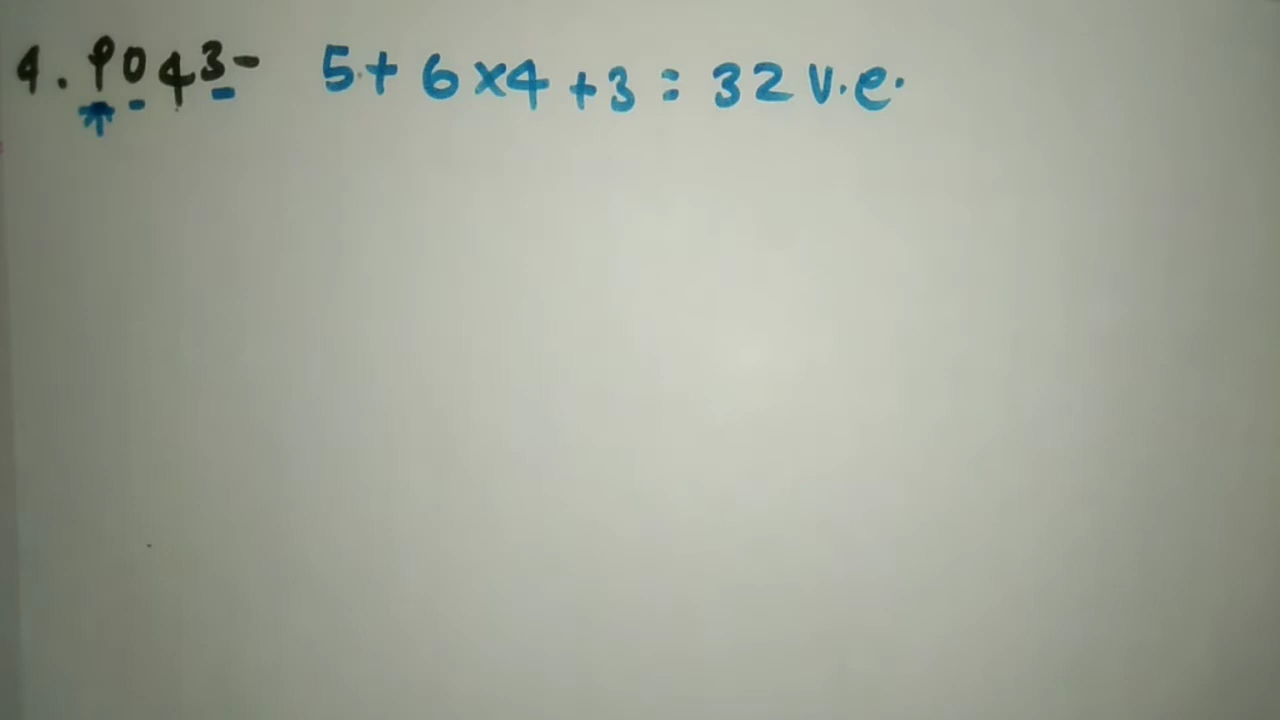 4. PO43- 5+ 6x4 +3 = 32 v.e.